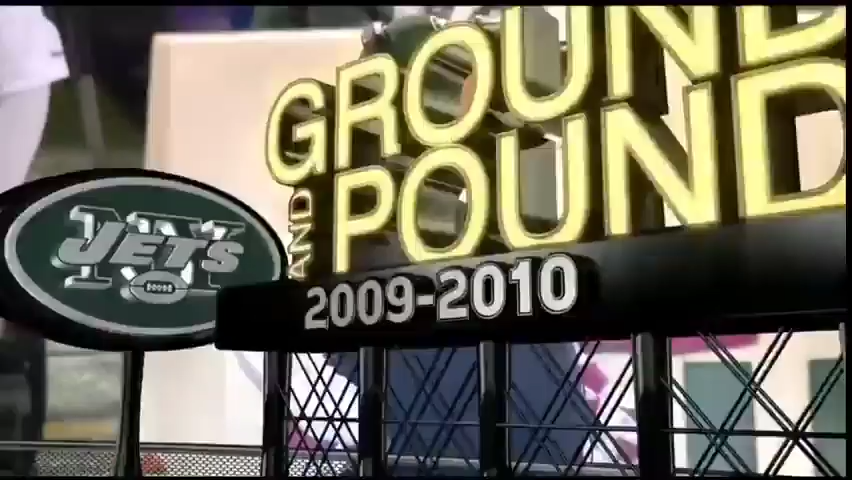 GROUND
AND
POUND
2009-2010
NY
JETS